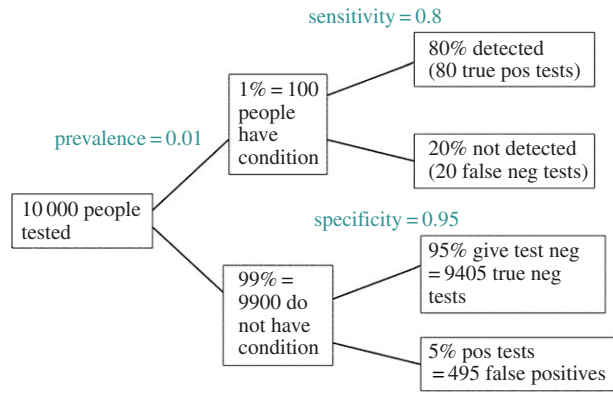 sensitivity = 0.8
80% detected
(80 true pos tests)
1% = 100
people
have
condition
prevalence = 0.01
20% not detected
(20 false neg tests)
10 000 people
tested
specificity = 0.95
95% give test neg
= 9405 true neg
tests
99% =
9900 do
not have
condition
5% pos tests
= 495 false positives